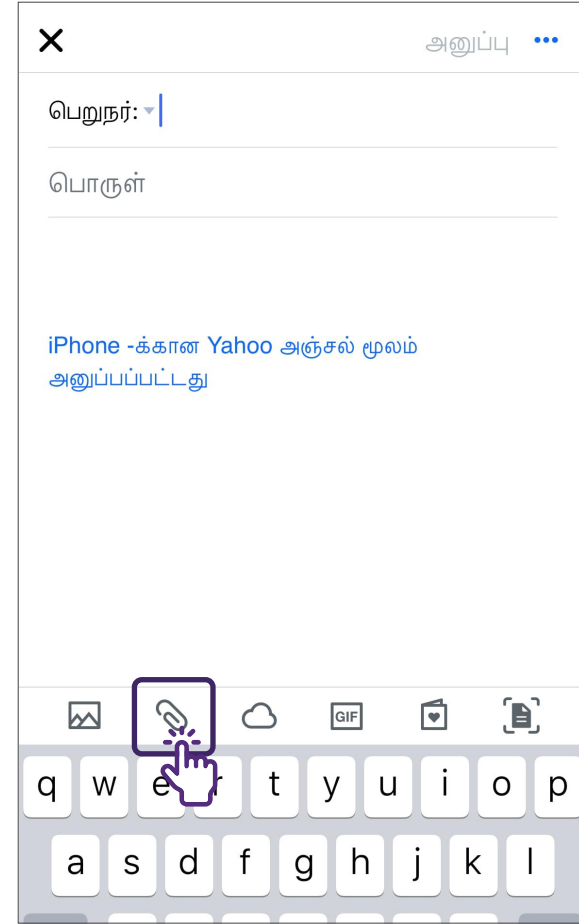 அனுப்பு
பெறுநர்:
பொருள்
iPhone -க்கான Yahoo அஞ்சல் மூலம்
அனுப்பப்பட்டது
GIF
q w e r t y u i o p
a s d f g h j k l